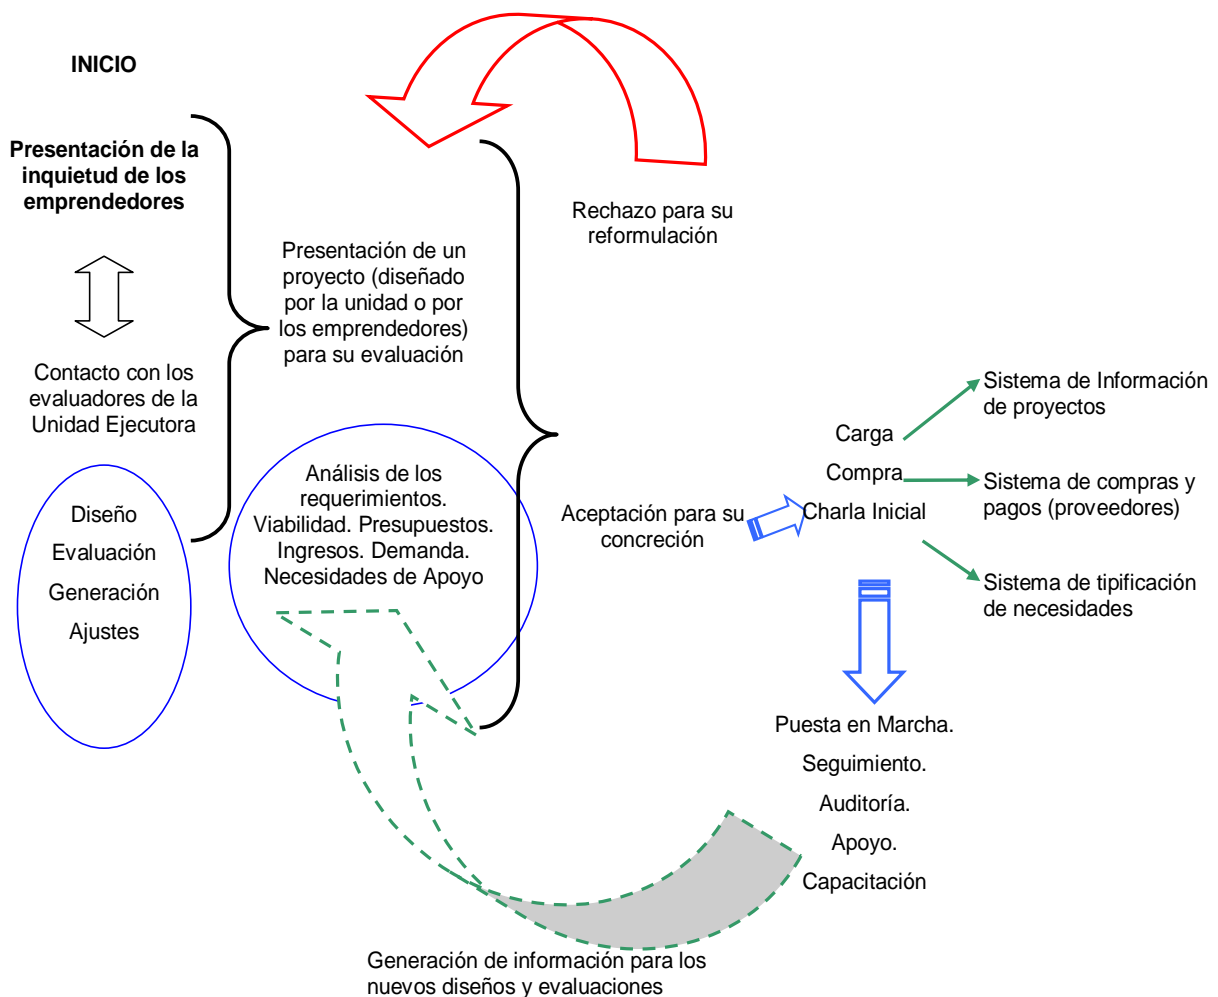 INICIO
Presentación de la
inquietud de los
emprendedores
Contacto con los
evaluadores de la
Unidad Ejecutora
Diseño
Evaluación
Generación
Ajustes
Presentación de un
proyecto (diseñado
por la unidad o por
los emprendedores)
para su evaluación
Análisis de los
requerimientos.
Viabilidad. Presupuestos.
Ingresos. Demanda.
Necesidades de Apoyo
Rechazo para su
reformulación
Aceptación para su
concreción
Carga
Compra
Charla Inicial
Sistema de Información
de proyectos
Sistema de compras y
pagos (proveedores)
Sistema de tipificación
de necesidades
Puesta en Marcha.
Seguimiento.
Auditoría.
Apoyo.
Capacitación
Generación de información para los
nuevos diseños y evaluaciones